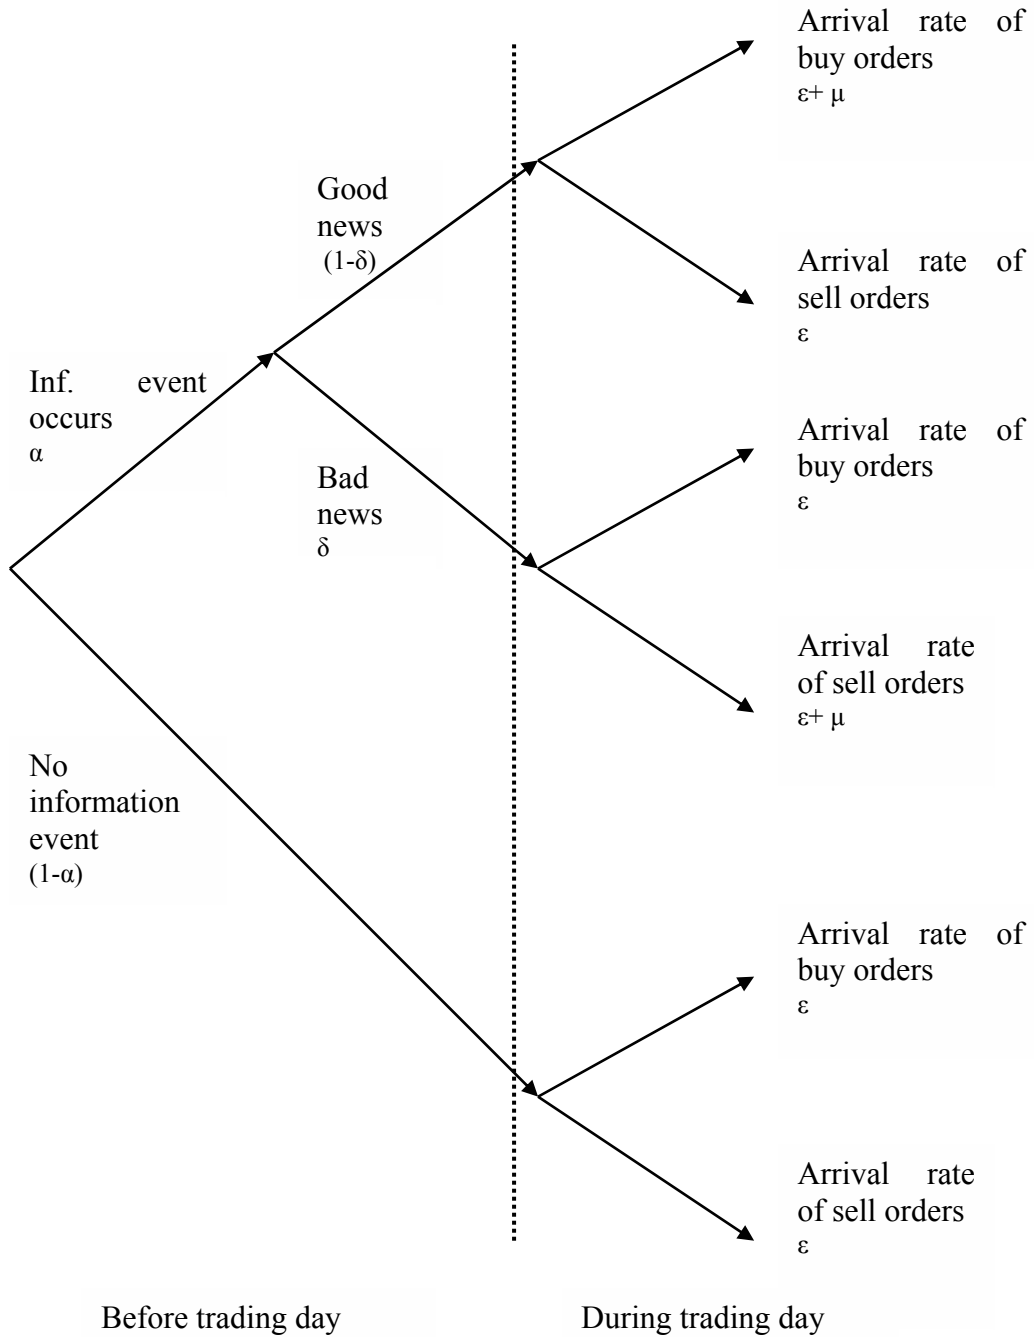 Arrival rate of
buy orders
ε+ μ
Good
news
(1-δ)
Arrival rate of
sell orders
ε
Inf. event
occurs
α
Arrival rate of
buy orders
ε
Bad
news
δ
Arrival rate
of sell orders
ε+ μ
No
information
event
(1-α)
Arrival rate of
buy orders
ε
Arrival rate
of sell orders
ε
Before trading day
During trading day